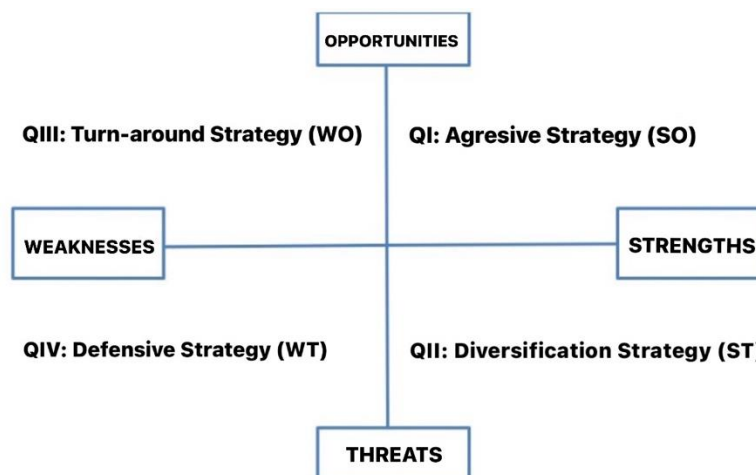 OPPORTUNITIES
QIII: Turn-around Strategy (WO)
QI: Agresive Strategy (SO)
WEAKNESSES
STRENGTHS
QIV: Defensive Strategy (WT)
QII: Diversification Strategy (ST)
THREATS